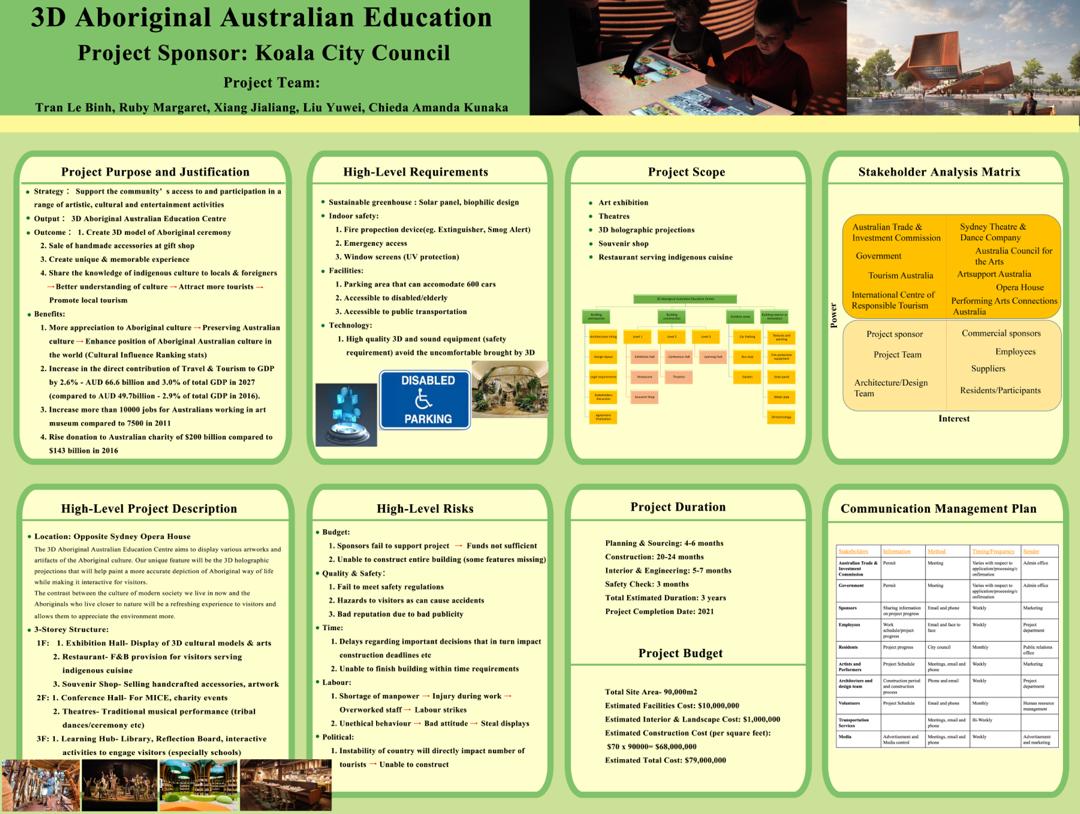 3D Aboriginal Australian Education
Project Sponsor: Koala City Council
Project Team:
Tran Le Binh, Ruby Margaret, Xiang Jialiang, Liu Yuwei, Chieda Amanda Kunaka
Project Purpose and Justification
Strategy： Support the community’ s access to and participation in a
range of artistic, cultural and entertainment activities
Output： 3D Aboriginal Australian Education Centre
Outcome： 1. Create 3D model of Aboriginal ceremony
2. Sale of handmade accessories at gift shop
3. Create unique & memorable experience
4. Share the knowledge of indigenous culture to locals & foreigners
→Better understanding of culture → Attract more tourists →
Promote local tourism
Benefits:
1. More appreciation to Aboriginal culture → Preserving Australian
culture → Enhance position of Aboriginal Australian culture in
the world (Cultural Influence Ranking stats)
2. Increase in the direct contribution of Travel & Tourism to GDP
by 2.6% - AUD 66.6 billion and 3.0% of total GDP in 2027
(compared to AUD 49.7billion - 2.9% of total GDP in 2016).
3. Increase more than 10000 jobs for Australians working in art
museum compared to 7500 in 2011
4. Rise donation to Australian charity of $200 billion compared to
$143 billion in 2016
High-Level Requirements
Sustainable greenhouse : Solar panel, biophilic design
Indoor safety:
1. Fire propection device(eg. Extinguisher, Smog Alert)
2. Emergency access
3. Window screens (UV protection)
Facilities:
1. Parking area that can accomodate 600 cars
2. Accessible to disabled/elderly
3. Accessible to public transportation
Technology:
1. High quality 3D and sound equipment (safety
requirement) avoid the uncomfortable brought by 3D
DISABLED
PARKING
Project Scope
Art exhibition
Theatres
3D holographic projections
Souvenir shop
Restaurant serving indigenous cuisine
Stakeholder Analysis Matrix
Australian Trade &
Investment Commission
Government
Tourism Australia
International Centre of
Responsible Tourism
Sydney Theatre &
Dance Company
Australia Council for
the Arts
Artsupport Australia
Opera House
Performing Arts Connections
Australia
Power
Project sponsor
Project Team
Architecture/Design
Team
Commercial sponsors
Employees
Suppliers
Residents/Participants
Interest
High-Level Project Description
Location: Opposite Sydney Opera House
The 3D Aboriginal Australian Education Centre aims to display various artworks and
artifacts of the Aboriginal culture. Our unique feature will be the 3D holographic
projections that will help paint a more accurate depiction of Aboriginal way of life
while making it interactive for visitors.
The contrast between the culture of modern society we live in now and the
Aboriginals who live closer to nature will be a refreshing experience to visitors and
allows them to appreciate the environment more.
3-Storey Structure:
1F: 1. Exhibition Hall- Display of 3D cultural models & arts
2. Restaurant- F&B provision for visitors serving
indigenous cuisine
3. Souvenir Shop- Selling handcrafted accessories, artwork
2F: 1. Conference Hall- For MICE, charity events
2. Theatres- Traditional musical performance (tribal
dances/ceremony etc)
3F: 1. Learning Hub- Library, Reflection Board, interactive
activities to engage visitors (especially schools)
High-Level Risks
Budget:
1. Sponsors fail to support project → Funds not sufficient
2. Unable to construct entire building (some features missing)
Quality & Safety：
1. Fail to meet safety regulations
2. Hazards to visitors as can cause accidents
3. Bad reputation due to bad publicity
Time:
1. Delays regarding important decisions that in turn impact
construction deadlines etc
2. Unable to finish building within time requirements
Labour:
1. Shortage of manpower → Injury during work →
Overworked staff → Labour strikes
2. Unethical behaviour → Bad attitude → Steal displays
Political:
1. Instability of country will directly impact number of
tourists → Unable to construct
Project Duration
Planning & Sourcing: 4-6 months
Construction: 20-24 months
Interior & Engineering: 5-7 months
Safety Check: 3 months
Total Estimated Duration: 3 years
Project Completion Date: 2021
Project Budget
Total Site Area- 90,000m2
Estimated Facilities Cost: $10,000,000
Estimated Interior & Landscape Cost: $1,000,000
Estimated Construction Cost (per square feet):
$70 x 90000= $68,000,000
Estimated Total Cost: $79,000,000
Communication Management Plan
Stakeholders Information Method Timing/Frequency Sender
Australian Trade & Investment Commission Permit Meeting Varies with respect to application/processing/confirmation Admin office
Government Permit Meeting Varies with respect to application/processing/confirmation Admin office
Sponsors Sharing information on project progress Email and phone Weekly Marketing
Employees Work schedule/project progress Email and face to face Weekly Project department
Residents Project progress City council Monthly Public relations office
Artists and Performers Project Schedule Meetings, email and phone Weekly Marketing
Architecture and design team Construction period and construction process Phone and email Weekly Project department
Volunteers Project Schedule Email and phone Monthly Human resource management
Transportation Services Meetings, email and phone Bi-Weekly
Media Advertisement and Media control Meetings, email and phone Weekly Advertisement and marketing